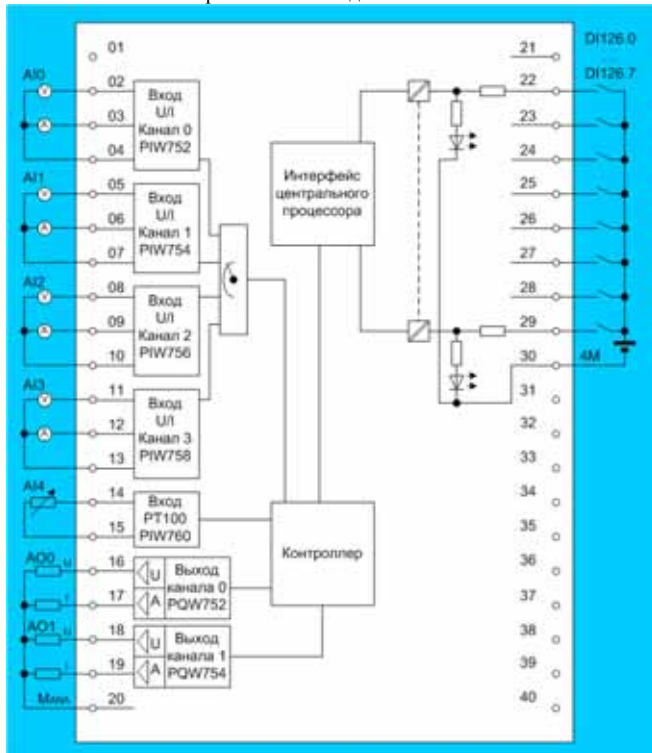 01
21
DI126.0
AI0
02
22
DI126.7
Вход
U/I
Канал 0
PIW752
03
23
04
24
AI1
05
25
Вход
U/I
Канал 1
PIW754
Интерфейс
центрального
процессора
06
26
07
27
AI2
08
28
Вход
U/I
Канал 2
PIW756
09
29
10
30
4M
AI3
11
31
Вход
U/I
Канал 3
PIW758
12
32
13
33
AI4
14
34
Вход
PT100
PIW760
15
35
Контроллер
AO0
U
16
36
U
Выход
канала 0
PQW752
I
17
37
A
AO1
U
18
38
U
Выход
канала 1
PQW754
I
19
39
A
MANA
20
40